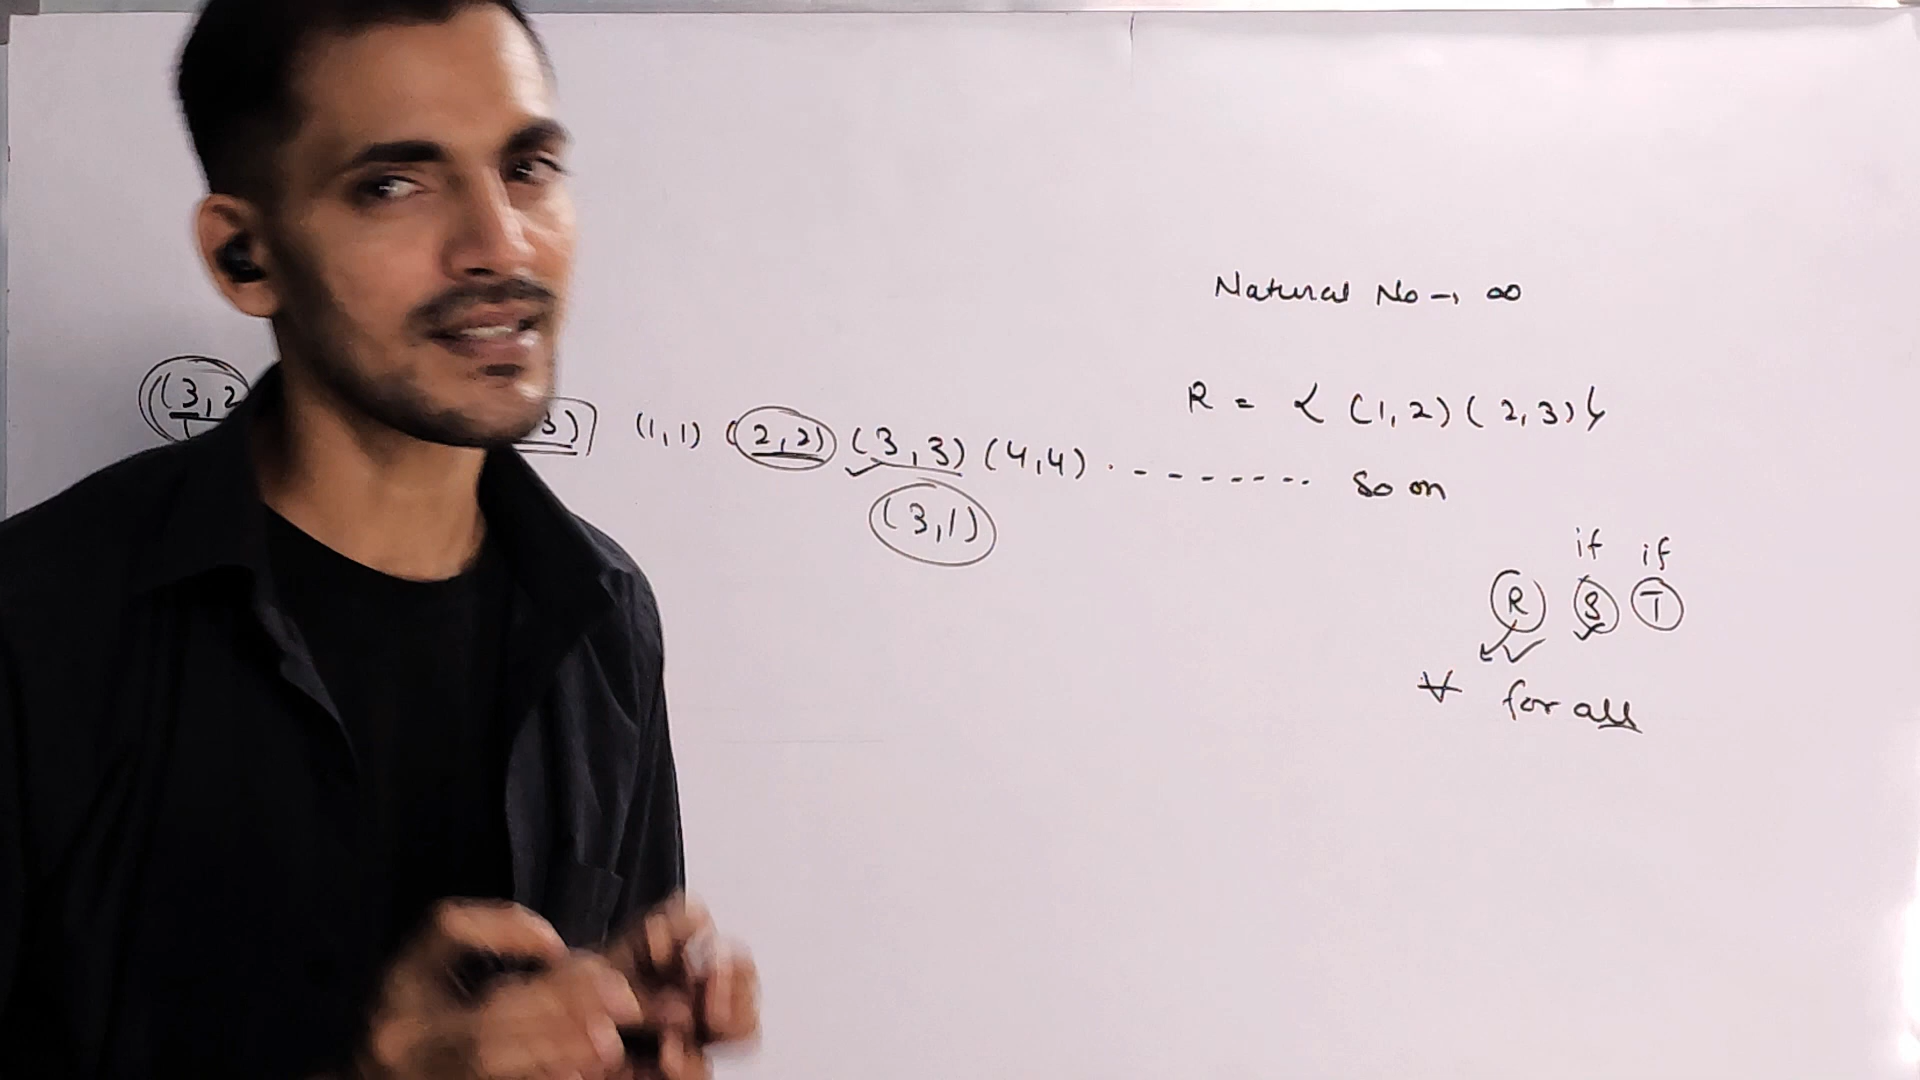 Natural No → ∞
R = { (1,2) (2,3) }
(3,2 3) (1,1) (2,2) (3,3) (4,4) . - - - - - - .. So on
(3,1)
if if
R S T
∀ for all